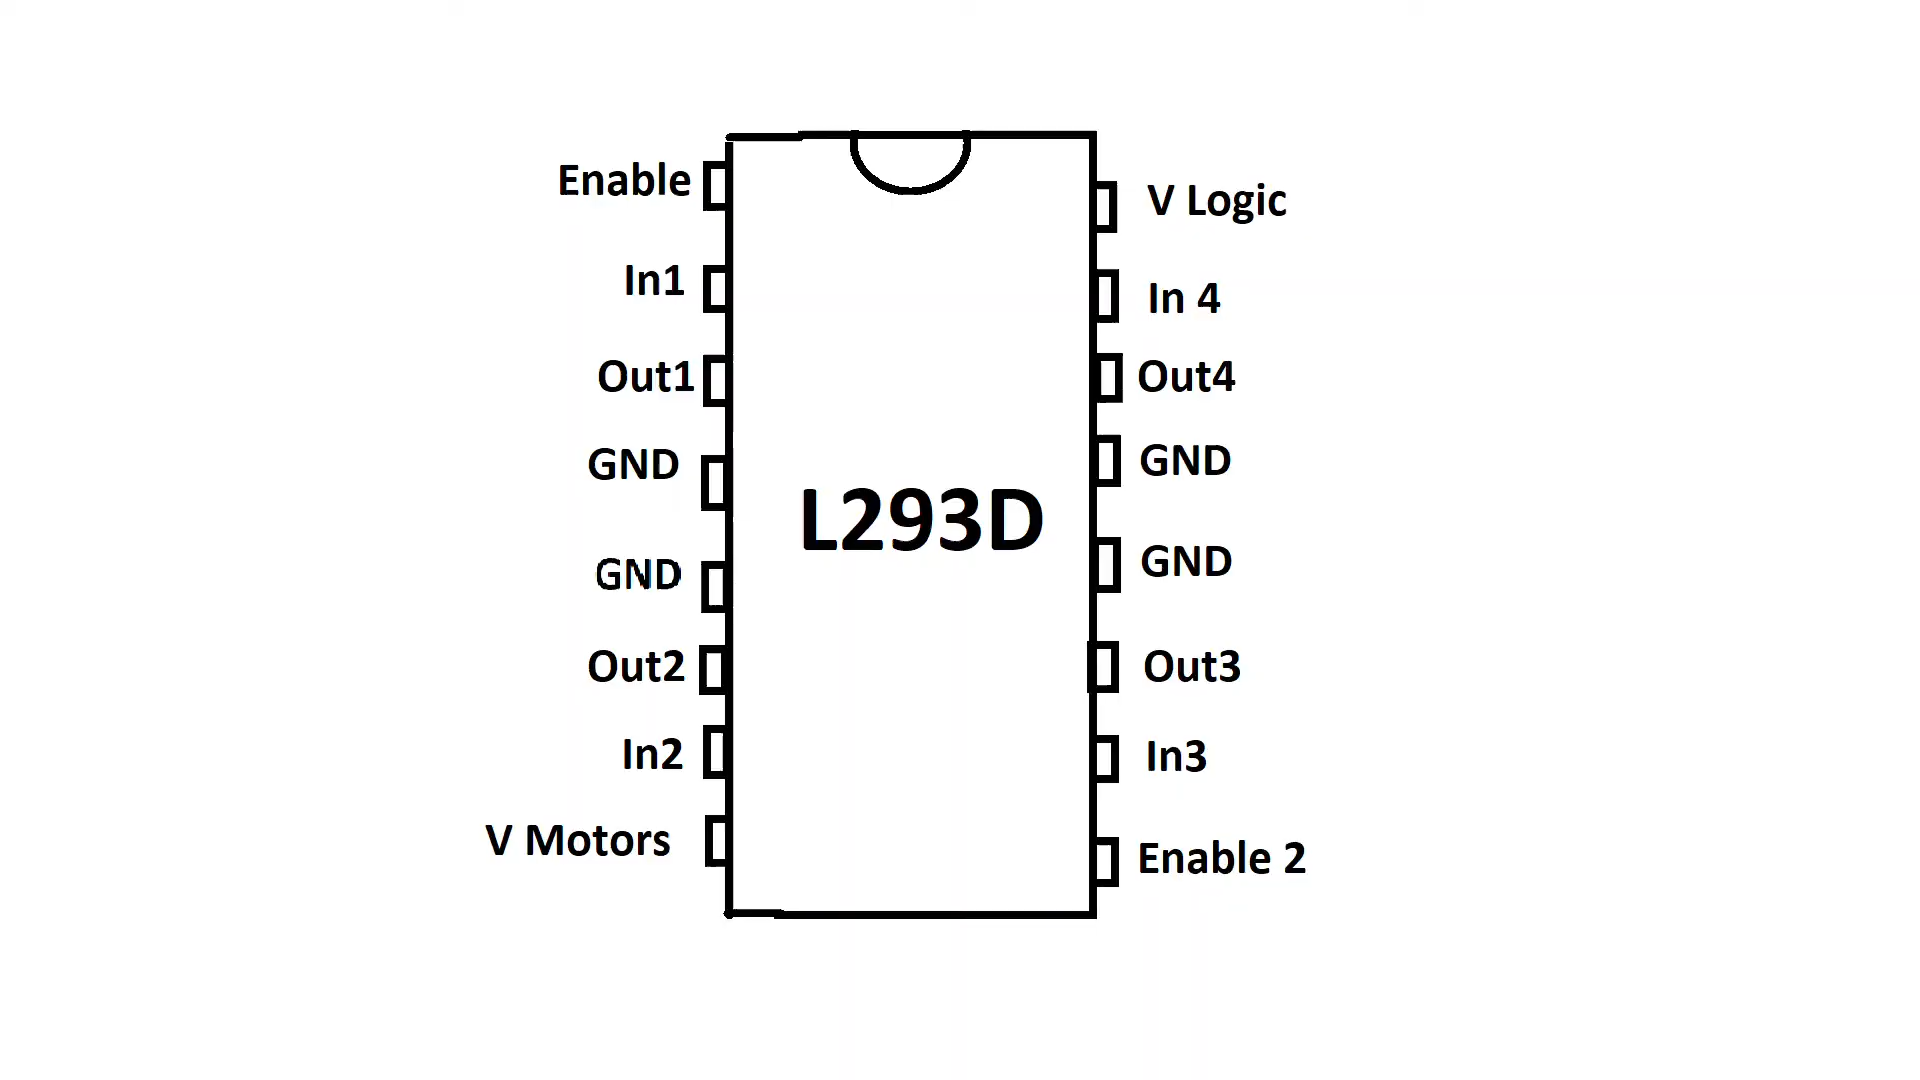 Enable
V Logic
In1
In 4
Out1
Out4
GND
GND
L293D
GND
GND
Out2
Out3
In2
In3
V Motors
Enable 2